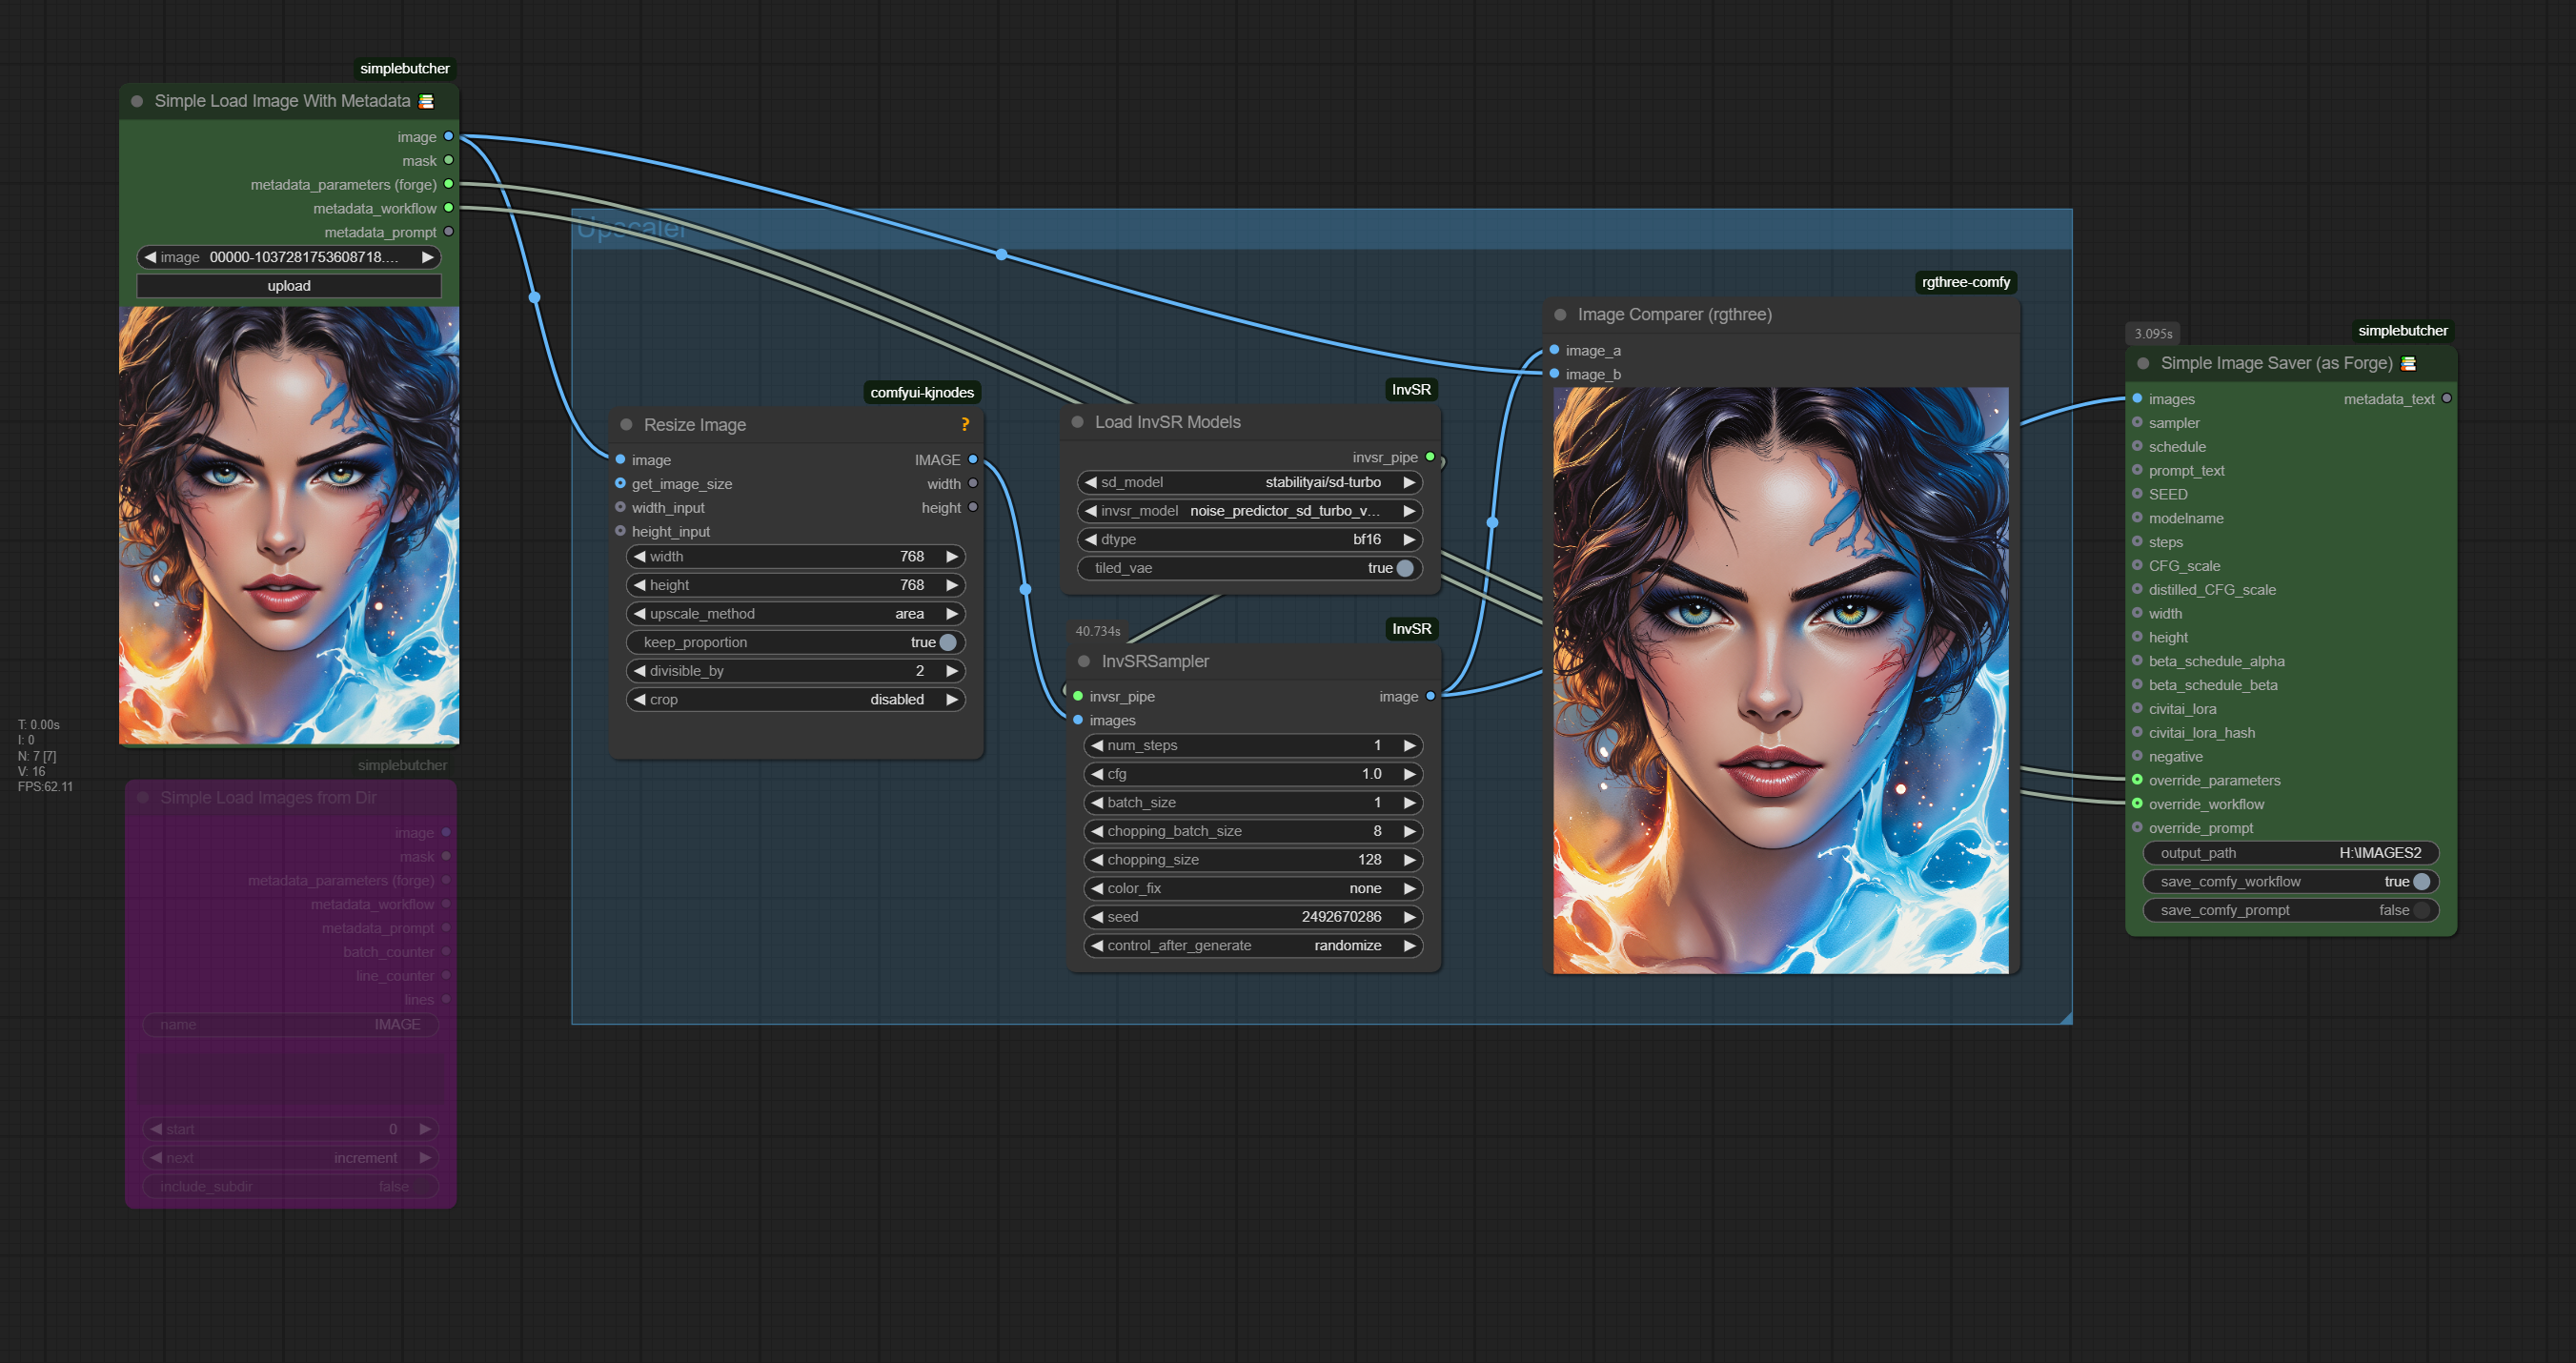 simplebutcher
Simple Load Image With Metadata
image
mask
metadata_parameters (forge)
metadata_workflow
metadata_prompt
image 00000-1037281753608718....
upload
T: 0.00s
I: 0
N: 7 [7]
V: 16
FPS:62.11
simplebutcher
Simple Load Images from Dir
image
mask
metadata_parameters (forge)
metadata_workflow
metadata_prompt
batch_counter
line_counter
lines
name IMAGE
start 0
next increment
include_subdir false
Upscaler
comfyui-kjnodes
Resize Image ?
image IMAGE
get_image_size width
width_input height
height_input
width 768
height 768
upscale_method area
keep_proportion true
divisible_by 2
crop disabled
InvSR
Load InvSR Models
invsr_pipe
sd_model stabilityai/sd-turbo
invsr_model noise_predictor_sd_turbo_v...
dtype bf16
tiled_vae true
40.734s InvSR
InvSRSampler
invsr_pipe image
images
num_steps 1
cfg 1.0
batch_size 1
chopping_batch_size 8
chopping_size 128
color_fix none
seed 2492670286
control_after_generate randomize
rgthree-comfy
Image Comparer (rgthree)
image_a
image_b
3.095s simplebutcher
Simple Image Saver (as Forge)
images metadata_text
sampler
schedule
prompt_text
SEED
modelname
steps
CFG_scale
distilled_CFG_scale
width
height
beta_schedule_alpha
beta_schedule_beta
civitai_lora
civitai_lora_hash
negative
override_parameters
override_workflow
override_prompt
output_path H:\IMAGES2
save_comfy_workflow true
save_comfy_prompt false